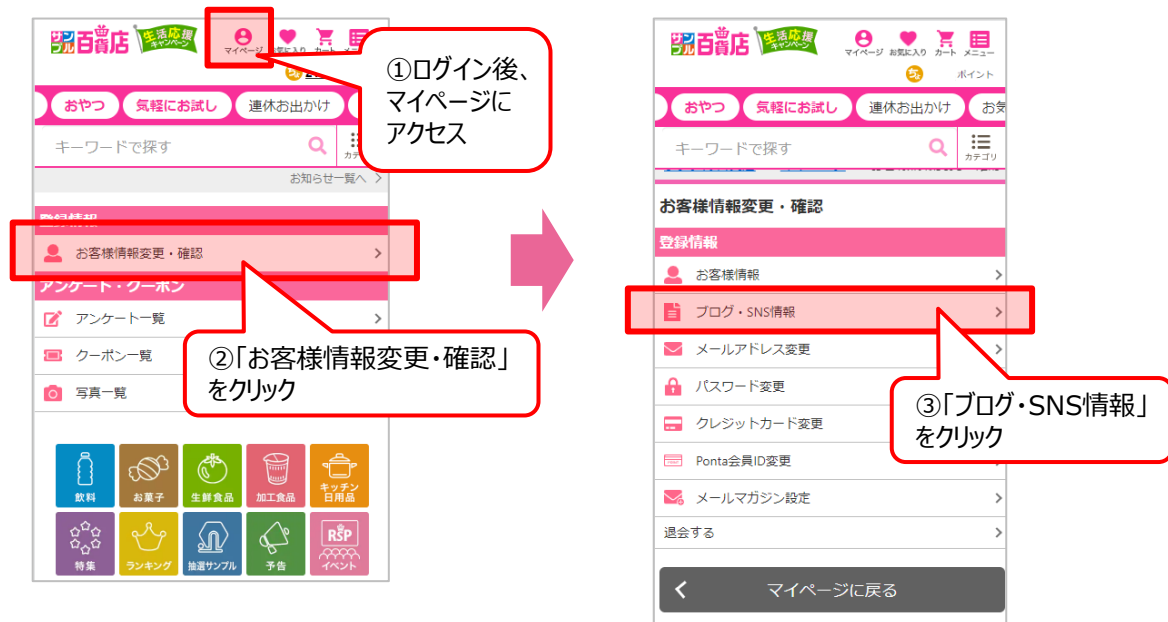 サンプル百貨店
生活応援
キャンペーン
マイページ
お気に入り
カート
①ログイン後、
マイページに
アクセス
おやつ
気軽にお試し
連休お出かけ
キーワードで探す
お知らせ一覧へ
登録情報
お客様情報変更・確認
アンケート・クーポン
アンケート一覧
クーポン一覧
写真一覧
②「お客様情報変更・確認」
をクリック
飲料
お菓子
生鮮食品
加工食品
キッチン
日用品
特集
ランキング
抽選サンプル
予告
RSP
イベント
サンプル百貨店
生活応援
キャンペーン
マイページ
お気に入り
カート
メニュー
ポイント
おやつ
気軽にお試し
連休お出かけ
お気
キーワードで探す
カテゴリ
お客様情報変更・確認
登録情報
お客様情報
ブログ・SNS情報
メールアドレス変更
パスワード変更
クレジットカード変更
Ponta会員ID変更
メールマガジン設定
退会する
マイページに戻る
③「ブログ・SNS情報」
をクリック